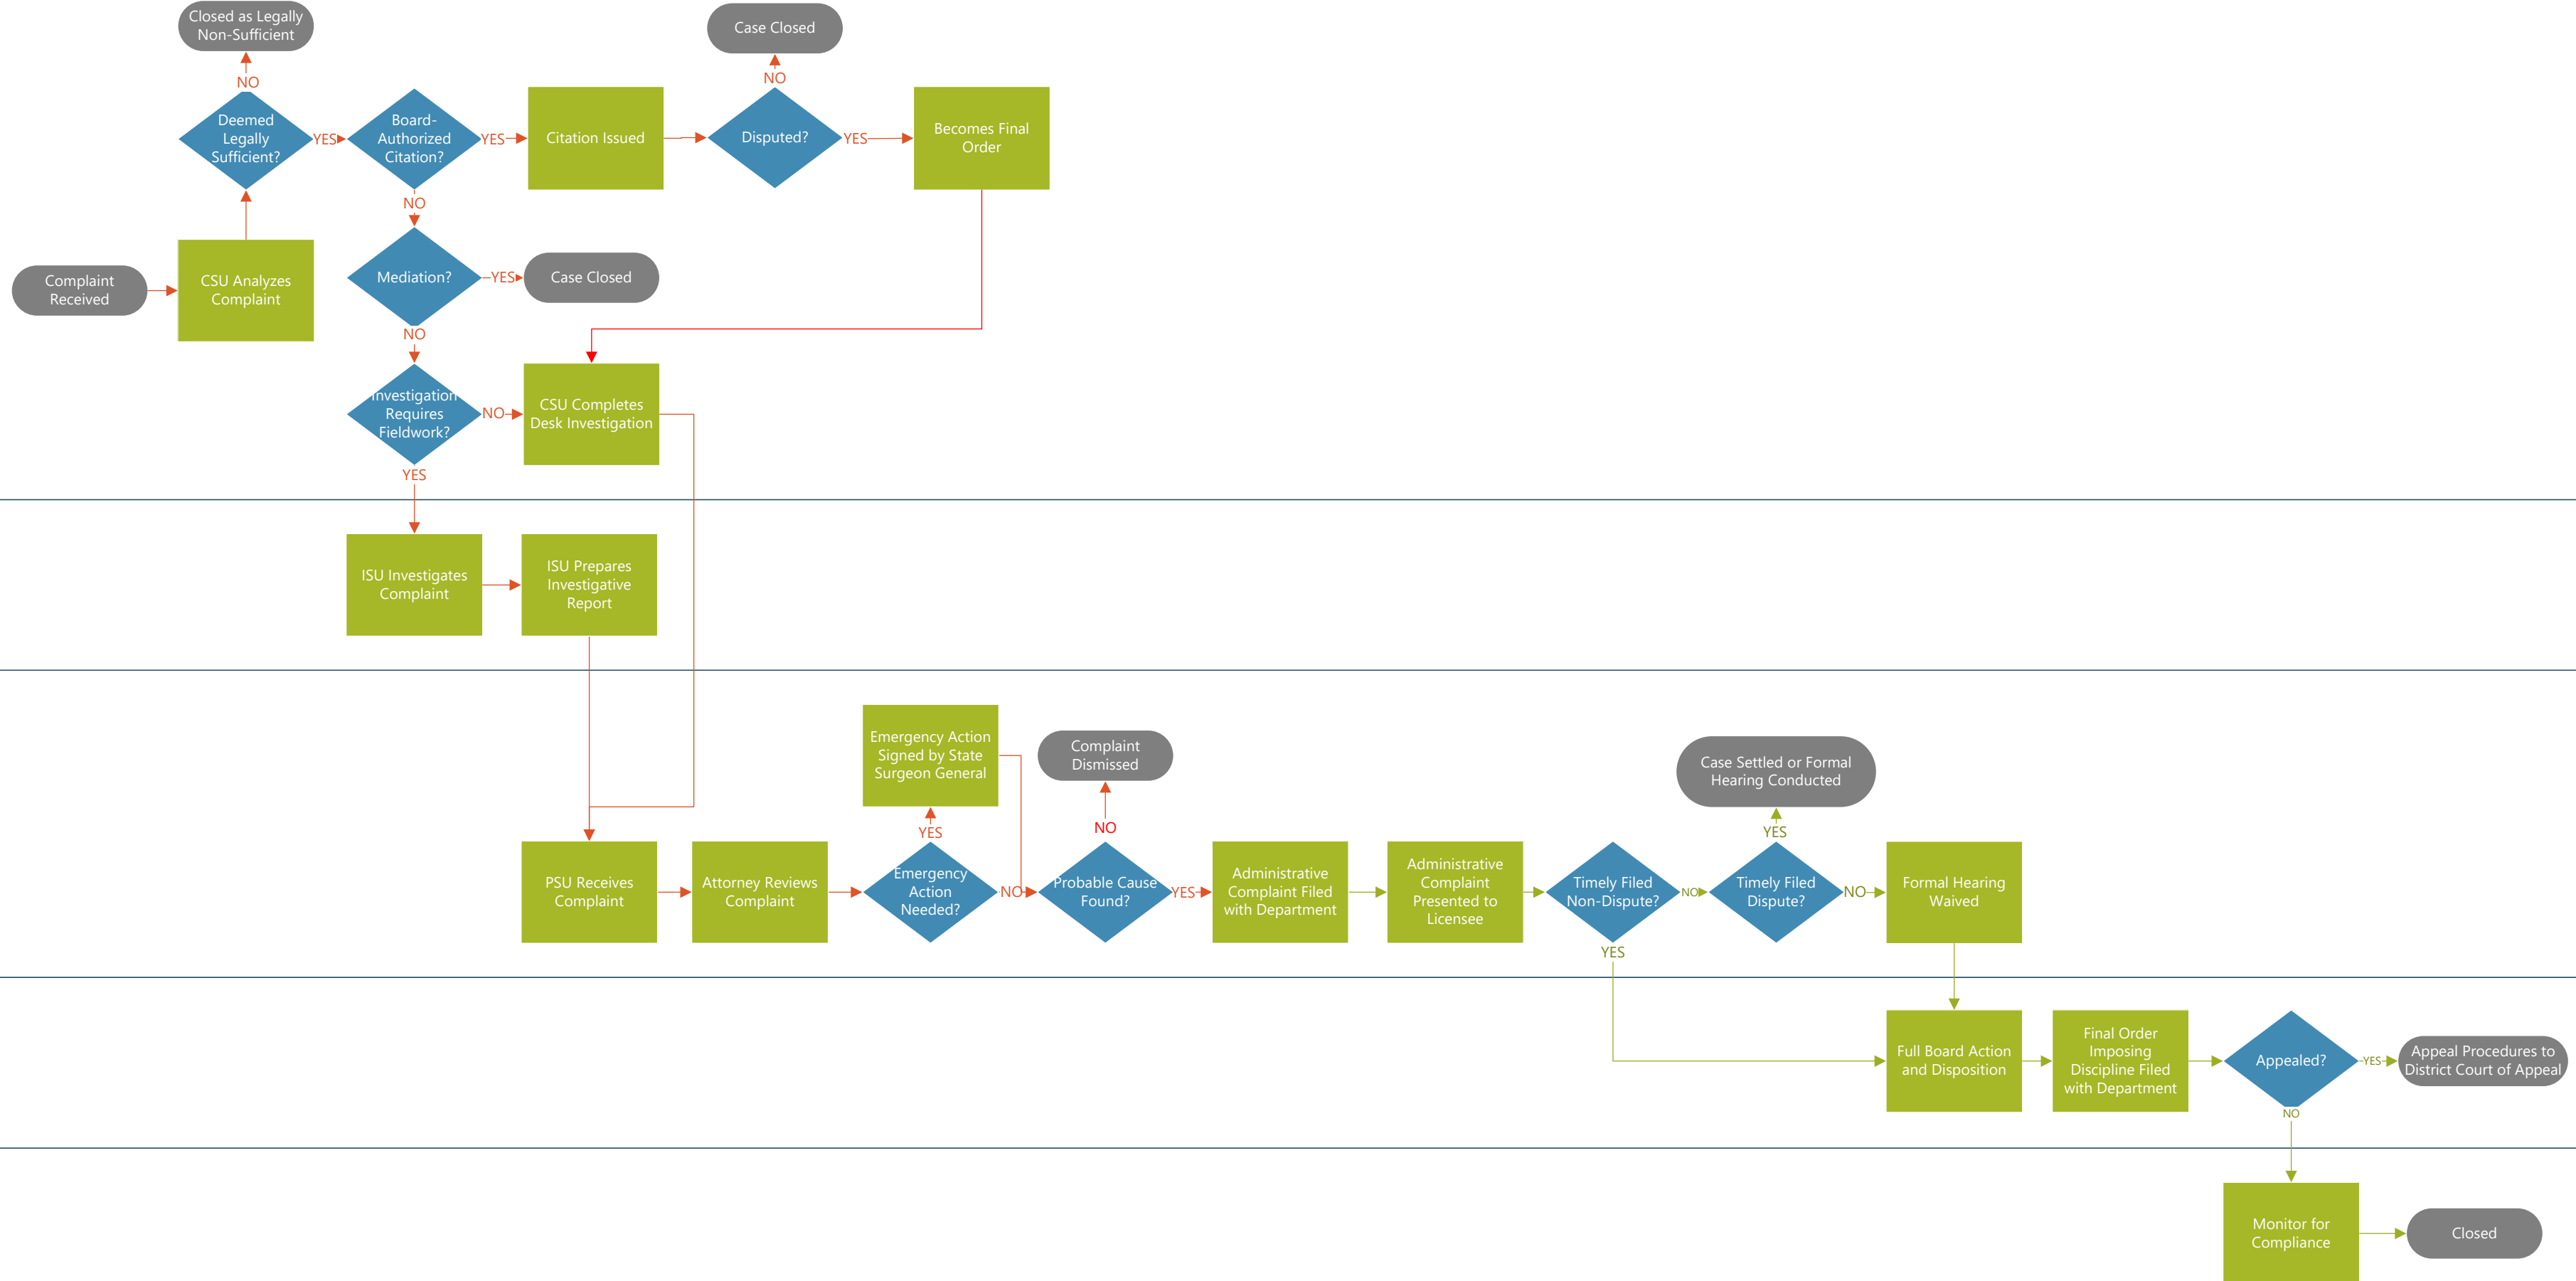 Closed as Legally
Non-Sufficient
NO
Deemed
Legally
Sufficient?
YES
Board-
Authorized
Citation?
YES
Citation Issued
Case Closed
NO
Disputed?
YES
Becomes Final
Order
NO
Complaint
Received
CSU Analyzes
Complaint
Mediation?
YES
Case Closed
NO
Investigation
Requires
Fieldwork?
NO
CSU Completes
Desk Investigation
YES
ISU Investigates
Complaint
ISU Prepares
Investigative
Report
Emergency Action
Signed by State
Surgeon General
Complaint
Dismissed
Case Settled or Formal
Hearing Conducted
YES
NO
YES
PSU Receives
Complaint
Attorney Reviews
Complaint
Emergency
Action
Needed?
NO
Probable Cause
Found?
YES
Administrative
Complaint Filed
with Department
Administrative
Complaint
Presented to
Licensee
Timely Filed
Non-Dispute?
NO
Timely Filed
Dispute?
NO
Formal Hearing
Waived
YES
Full Board Action
and Disposition
Final Order
Imposing
Discipline Filed
with Department
Appealed?
YES
Appeal Procedures to
District Court of Appeal
NO
Monitor for
Compliance
Closed